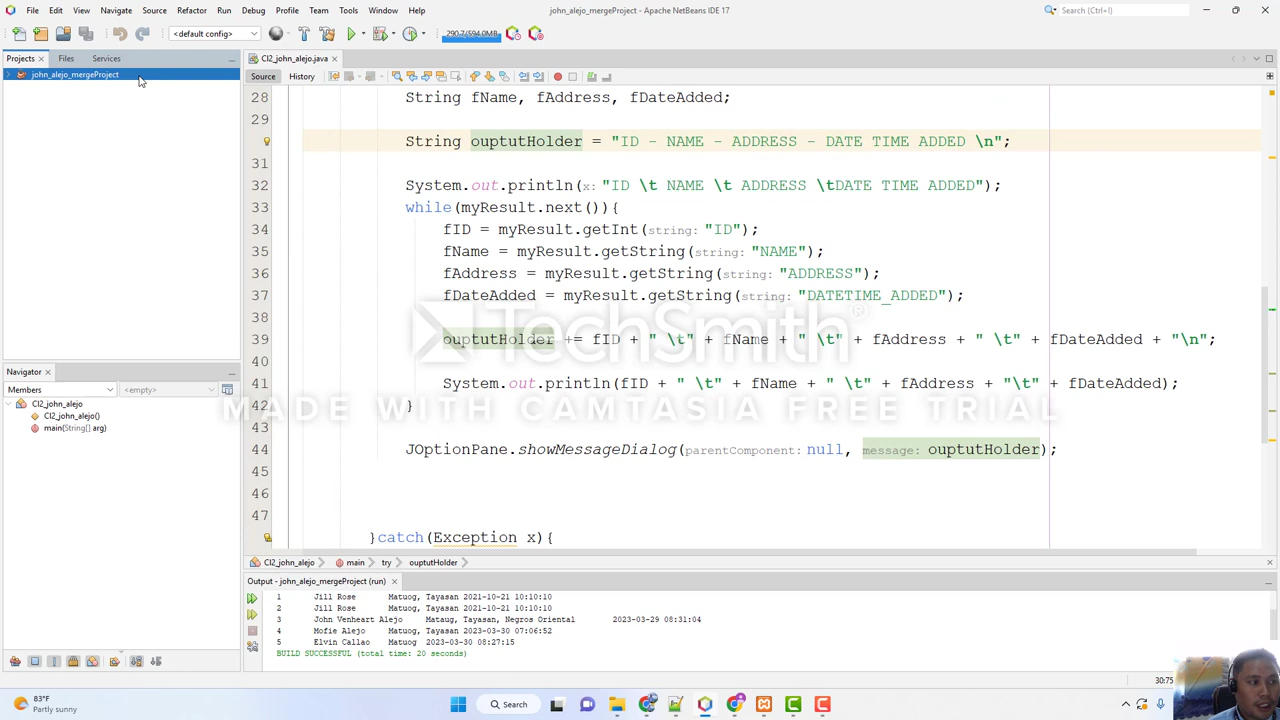 File Edit View Navigate Source Refactor Run Debug Profile Team Tools Window Help
john_alejo_mergeProject - Apache NetBeans IDE 17
Search (Ctrl+I)
<default config>
290.7/594.0MB
Projects Files Services
CI2_john_alejo.java
john_alejo_mergeProject
Source History
28 String fName, fAddress, fDateAdded;
29
String ouptutHolder = "ID - NAME - ADDRESS - DATE TIME ADDED \n";
31
32 System.out.println(x: "ID \t NAME \t ADDRESS \tDATE TIME ADDED");
33 while(myResult.next()){
34 fID = myResult.getInt(string: "ID");
35 fName = myResult.getString(string: "NAME");
36 fAddress = myResult.getString(string: "ADDRESS");
37 fDateAdded = myResult.getString(string: "DATETIME_ADDED");
38
39 ouptutHolder += fID + " \t" + fName + " \t" + fAddress + " \t" + fDateAdded + "\n";
40
41 System.out.println(fID + " \t" + fName + " \t" + fAddress + "\t" + fDateAdded);
42 }
43
44 JOptionPane.showMessageDialog(parentComponent: null, message: ouptutHolder);
45
46
47
}catch(Exception x){
TechSmith®
MADE WITH CAMTASIA FREE TRIAL
Navigator
Members <empty>
CI2_john_alejo
CI2_john_alejo()
main(String[] arg)
CI2_john_alejo main try ouptutHolder
Output - john_alejo_mergeProject (run)
1 Jill Rose Matuog, Tayasan 2021-10-21 10:10:10
2 Jill Rose Matuog, Tayasan 2021-10-21 10:10:10
3 John Venheart Alejo Mataug, Tayasan, Negros Oriental 2023-03-29 08:31:04
4 Mofie Alejo Matuog, Tayasan 2023-03-30 07:06:52
5 Elvin Callao Matuog 2023-03-30 08:27:15
BUILD SUCCESSFUL (total time: 20 seconds)
30:75
83°F
Partly sunny
Search